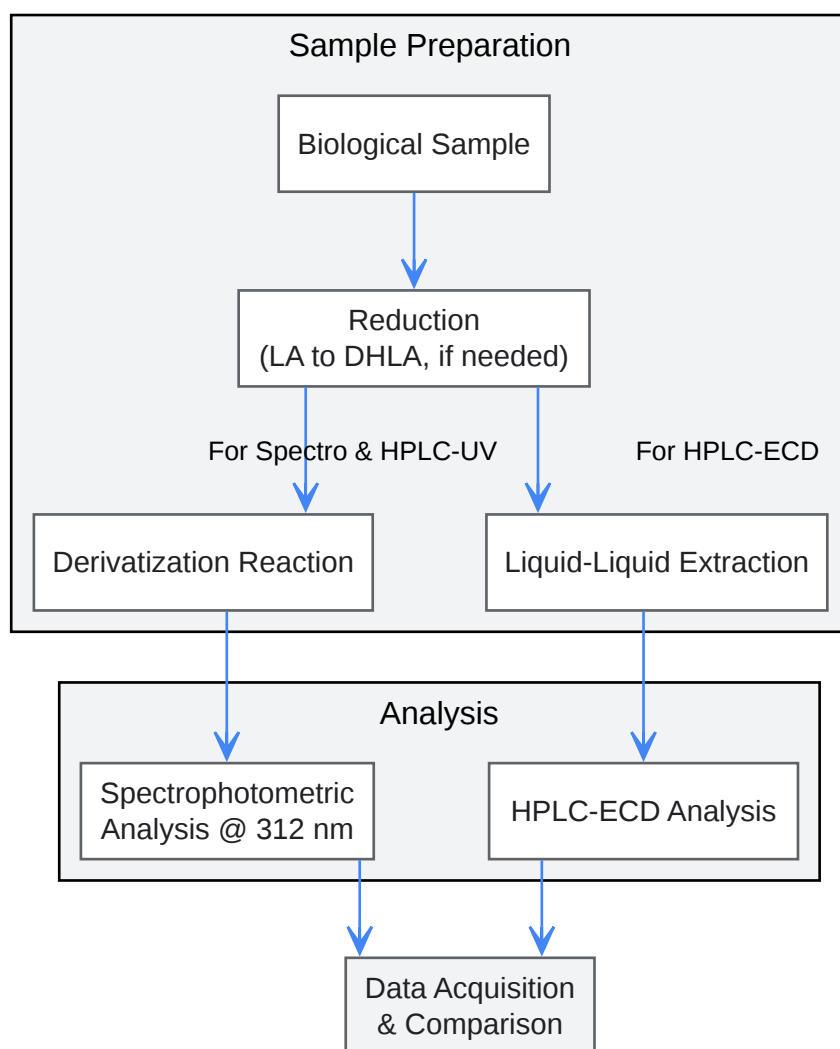 Sample Preparation
Biological Sample
Reduction
(LA to DHLA, if needed)
For Spectro & HPLC-UV
For HPLC-ECD
Derivatization Reaction
Liquid-Liquid Extraction
Analysis
Spectrophotometric
Analysis @ 312 nm
HPLC-ECD Analysis
Data Acquisition
& Comparison